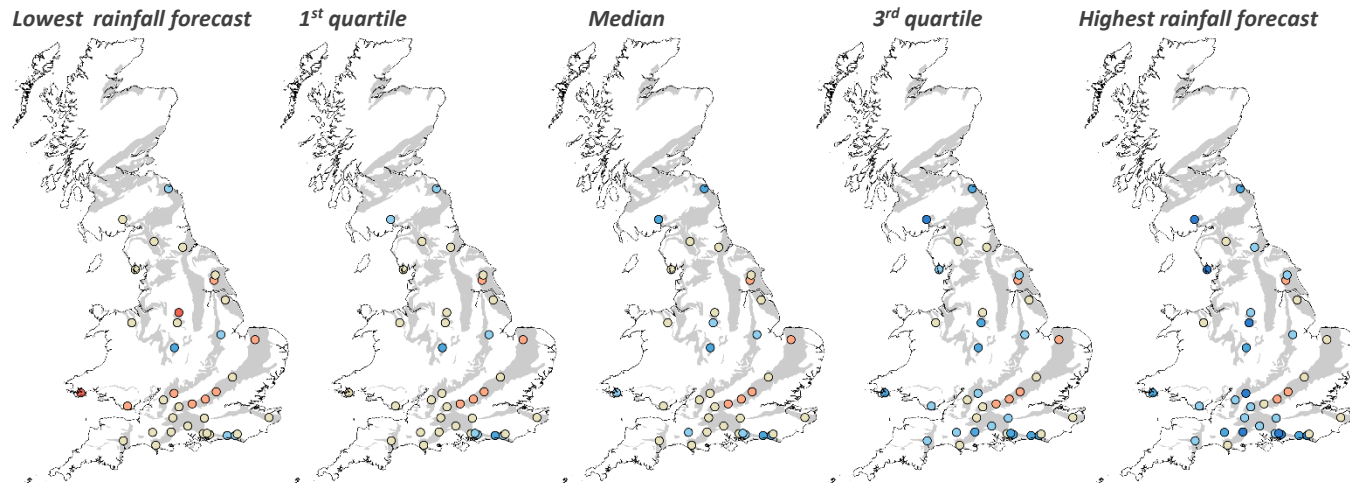 Lowest rainfall forecast
1st quartile
Median
3rd quartile
Highest rainfall forecast